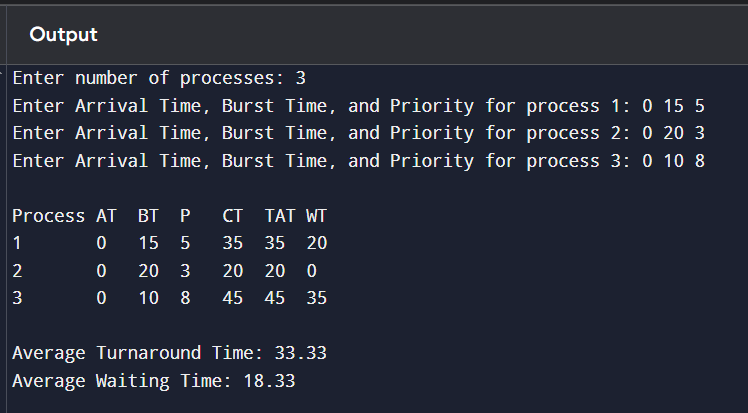 Output
Enter number of processes: 3
Enter Arrival Time, Burst Time, and Priority for process 1: 0 15 5
Enter Arrival Time, Burst Time, and Priority for process 2: 0 20 3
Enter Arrival Time, Burst Time, and Priority for process 3: 0 10 8
Process AT BT P CT TAT WT
1 0 15 5 35 35 20
2 0 20 3 20 20 0
3 0 10 8 45 45 35
Average Turnaround Time: 33.33
Average Waiting Time: 18.33